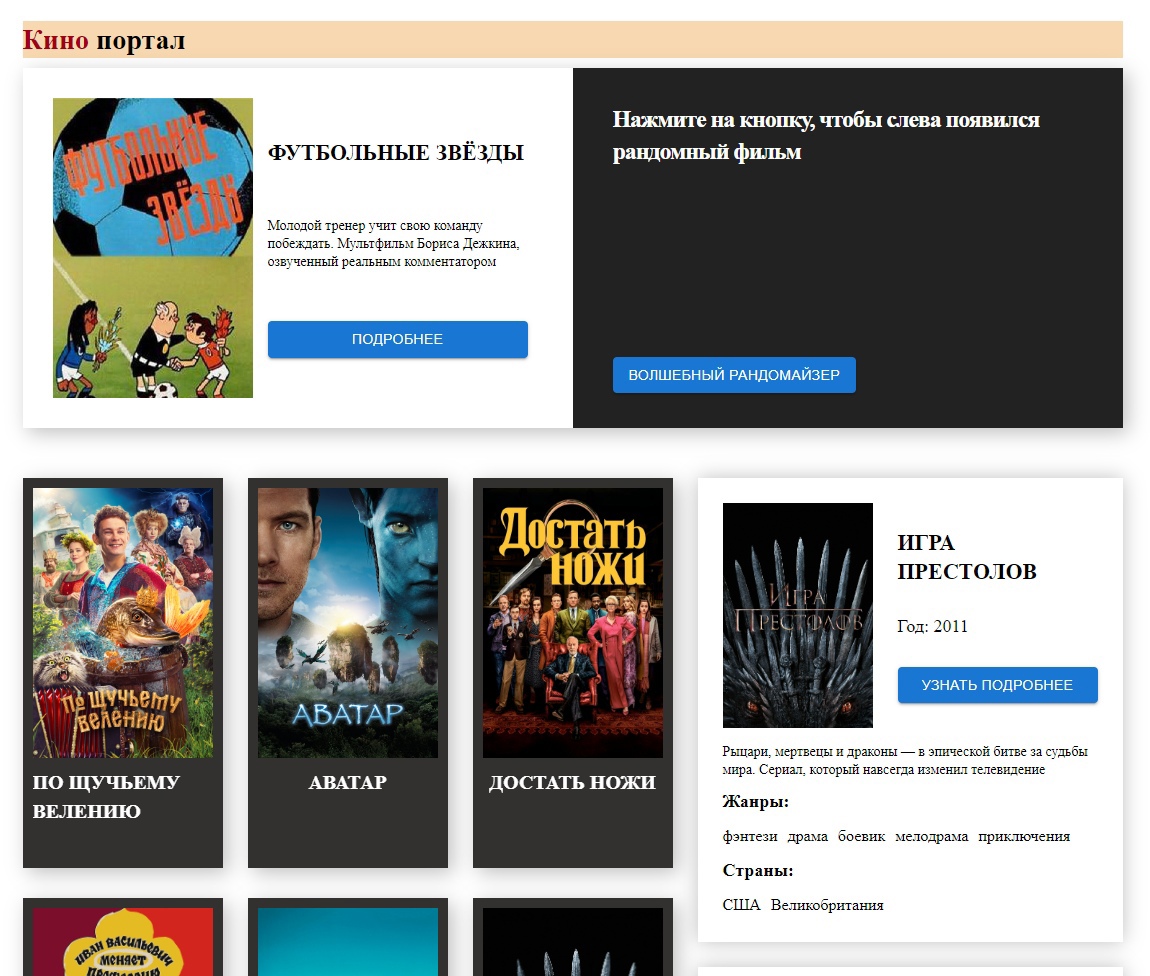 Кино портал
ФУТБОЛЬНЫЕ
ЗВЁЗДЫ
ФУТБОЛЬНЫЕ ЗВЁЗДЫ
Молодой тренер учит свою команду
побеждать. Мультфильм Бориса Дежкина,
озвученный реальным комментатором
ПОДРОБНЕЕ
Нажмите на кнопку, чтобы слева появился
рандомный фильм
ВОЛШЕБНЫЙ РАНДОМАЙЗЕР
По щучьему
велению
ПО ЩУЧЬЕМУ
ВЕЛЕНИЮ
АВАТАР
АВАТАР
Достать
ножи
ДОСТАТЬ НОЖИ
ИГРА
ПРЕСТОЛОВ
ИГРА
ПРЕСТОЛОВ
Год: 2011
УЗНАТЬ ПОДРОБНЕЕ
Рыцари, мертвецы и драконы — в эпической битве за судьбы
мира. Сериал, который навсегда изменил телевидение
Жанры:
фэнтези драма боевик мелодрама приключения
Страны:
США Великобритания
ИВАН ВАСИЛЬЕВИЧ
МЕНЯЕТ